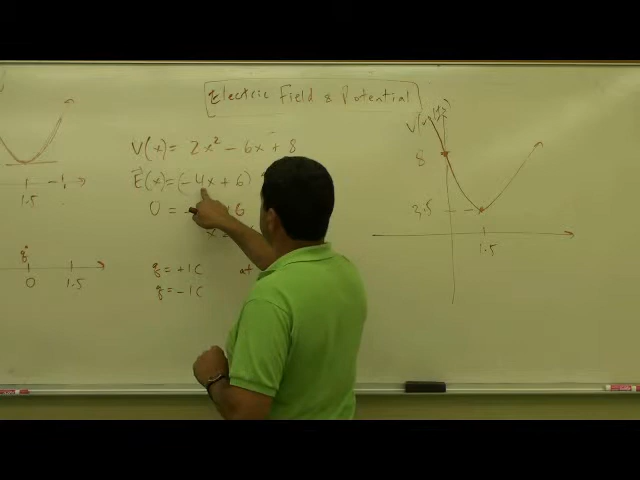 Electric Field & Potential
V(x) = 2x² - 6x + 8
E⃗(x) = (-4x + 6)
0 = - + 6
x =
q = +1C at
q = -1C
1.5 -1
q
0 1.5
V(x)
8
3.5
1.5